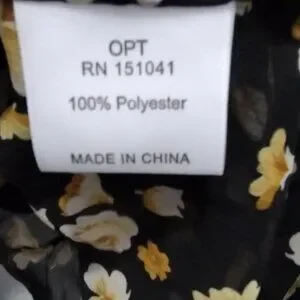 OPT
RN 151041
100% Polyester
MADE IN CHINA